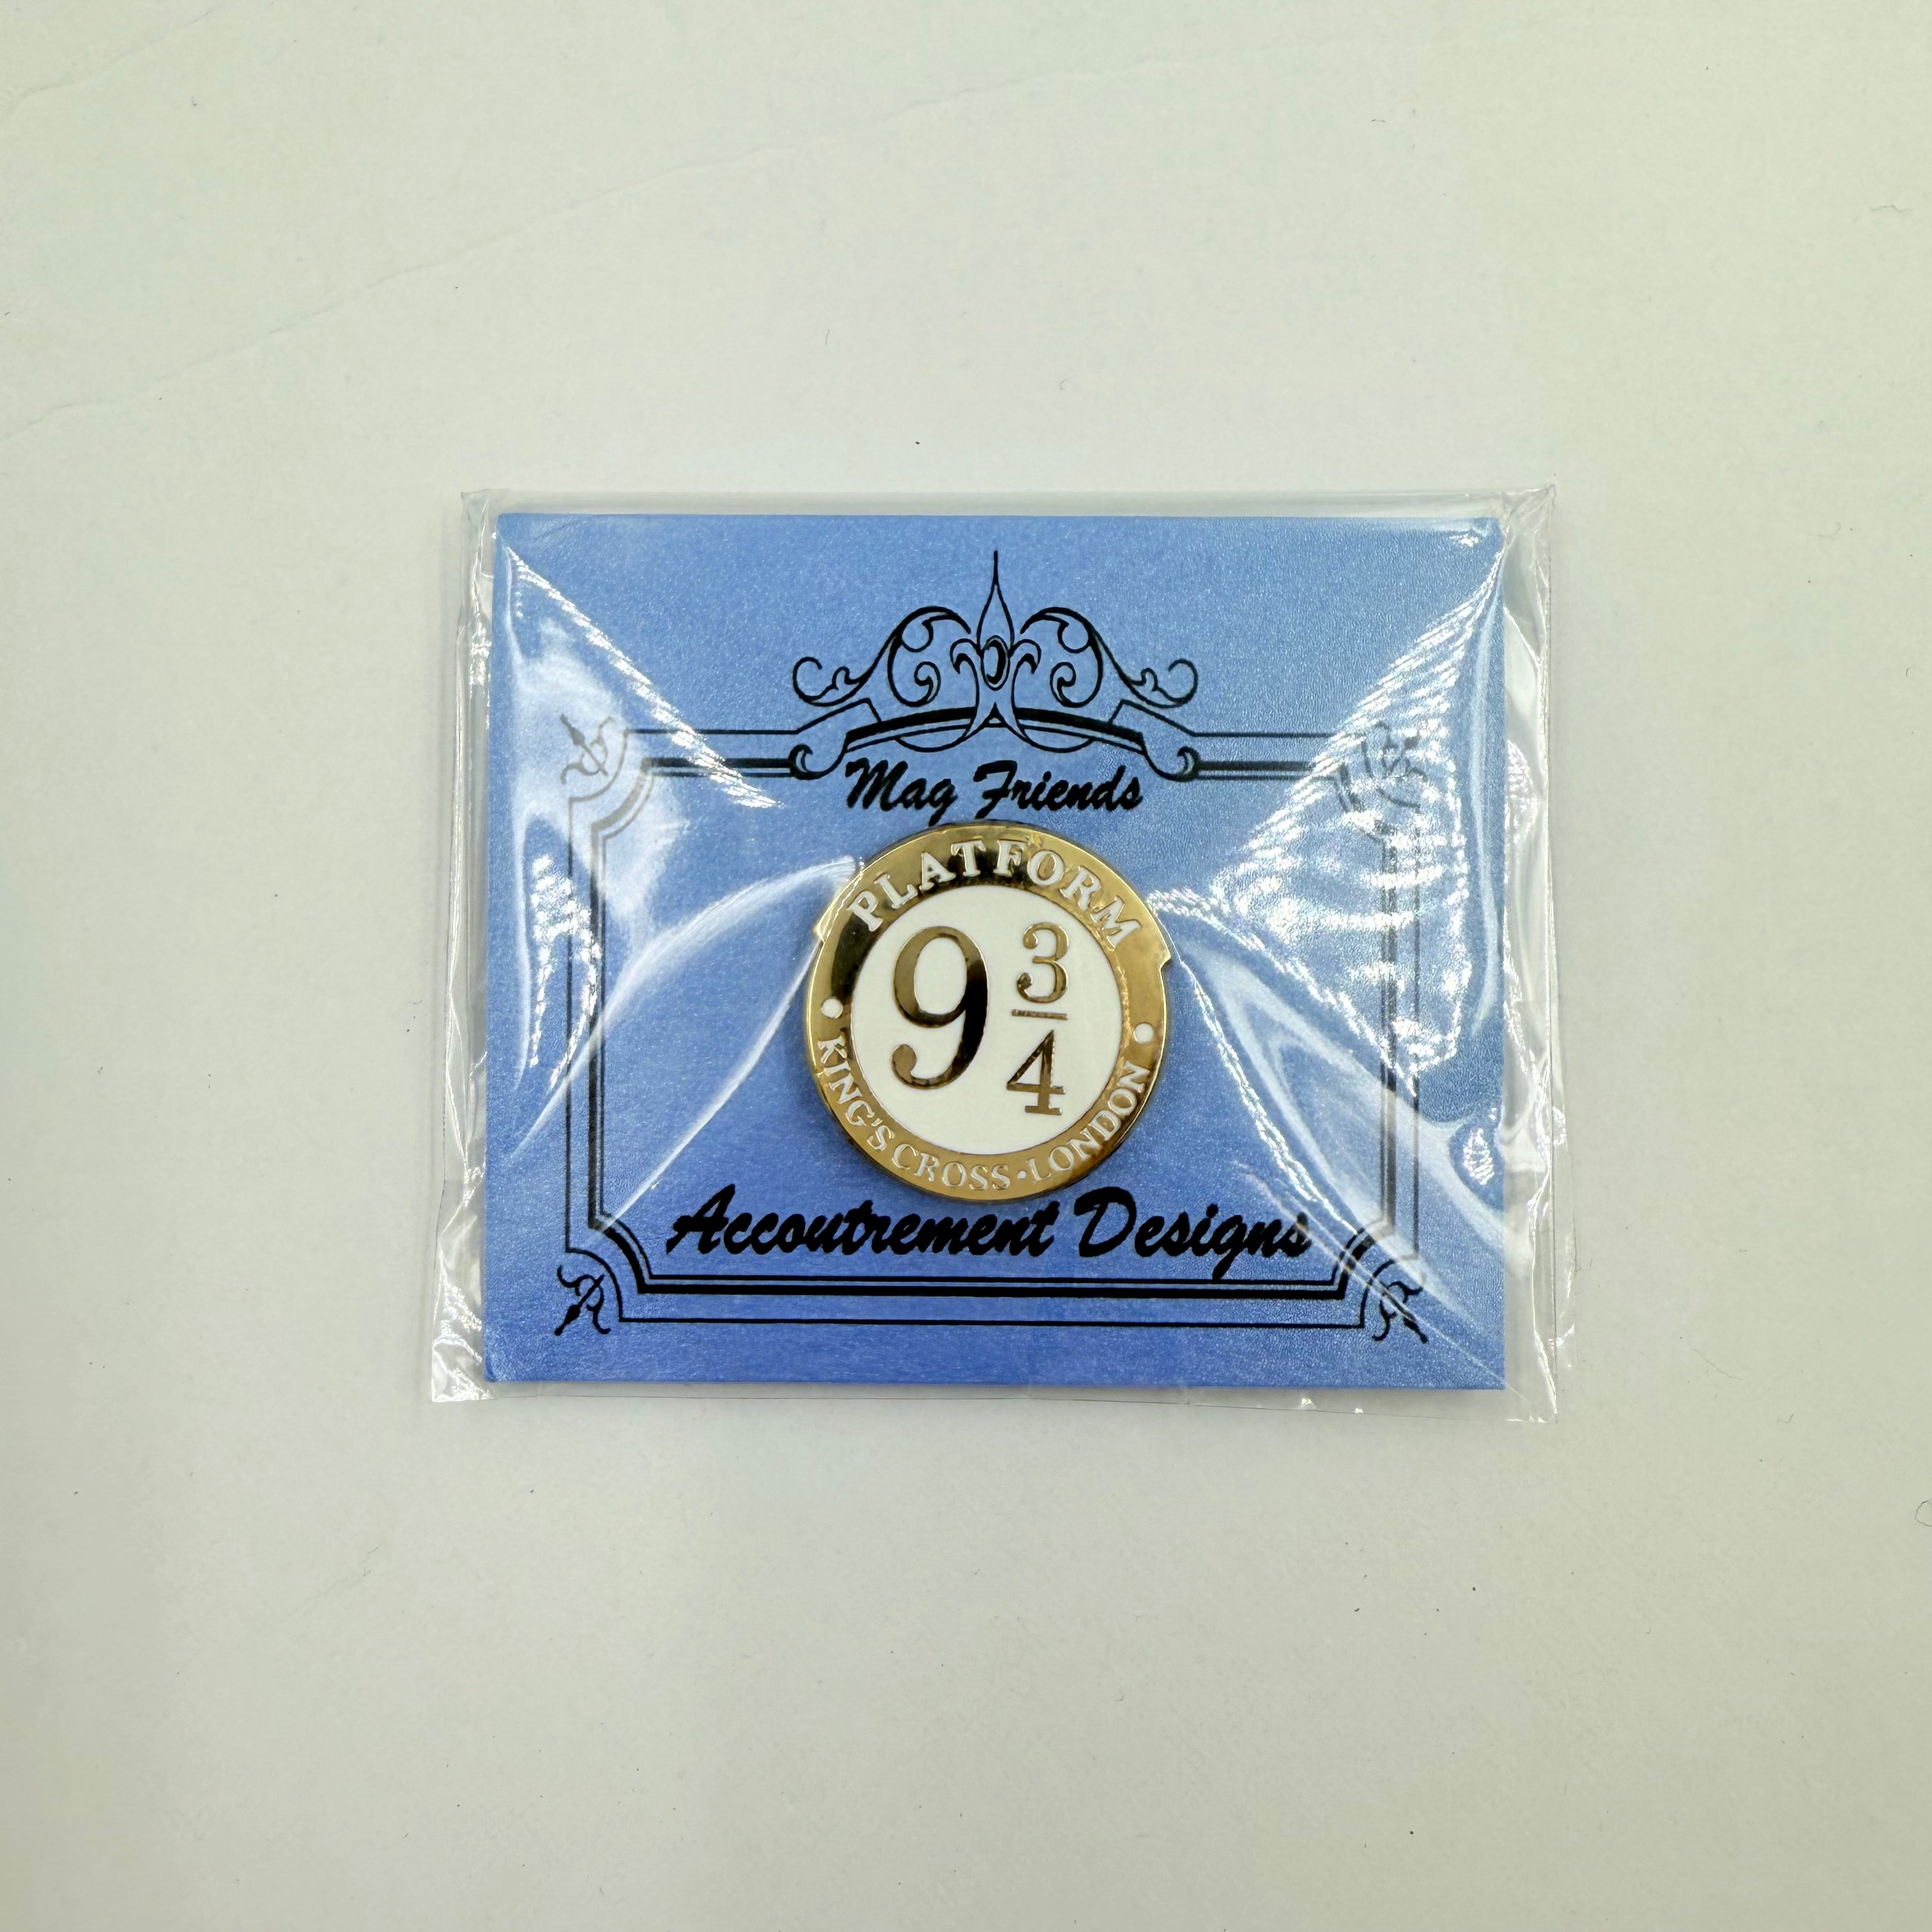 Mag Friends
PLATFORM
9 3/4
KING'S CROSS·LONDON
Accoutrement Designs